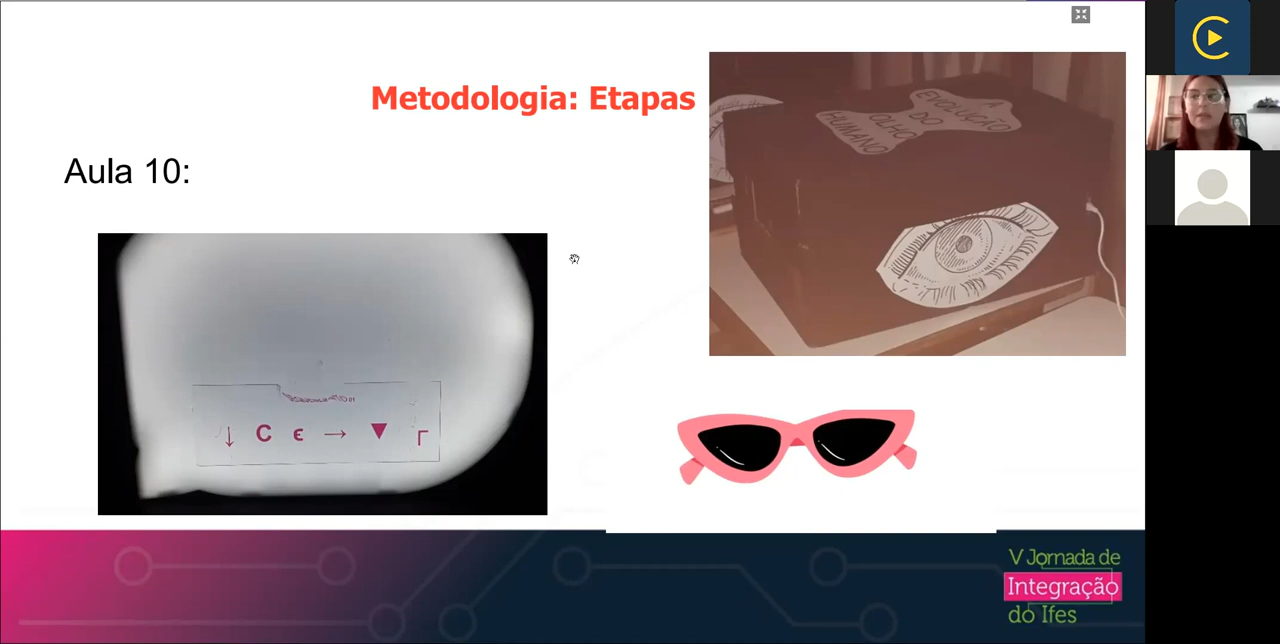 Metodologia: Etapas
Aula 10:
A
EVOLUÇÃO
DO
OLHO
HUMANO
↓ C ϵ → ▼ Γ
V Jornada de
Integração
do Ifes